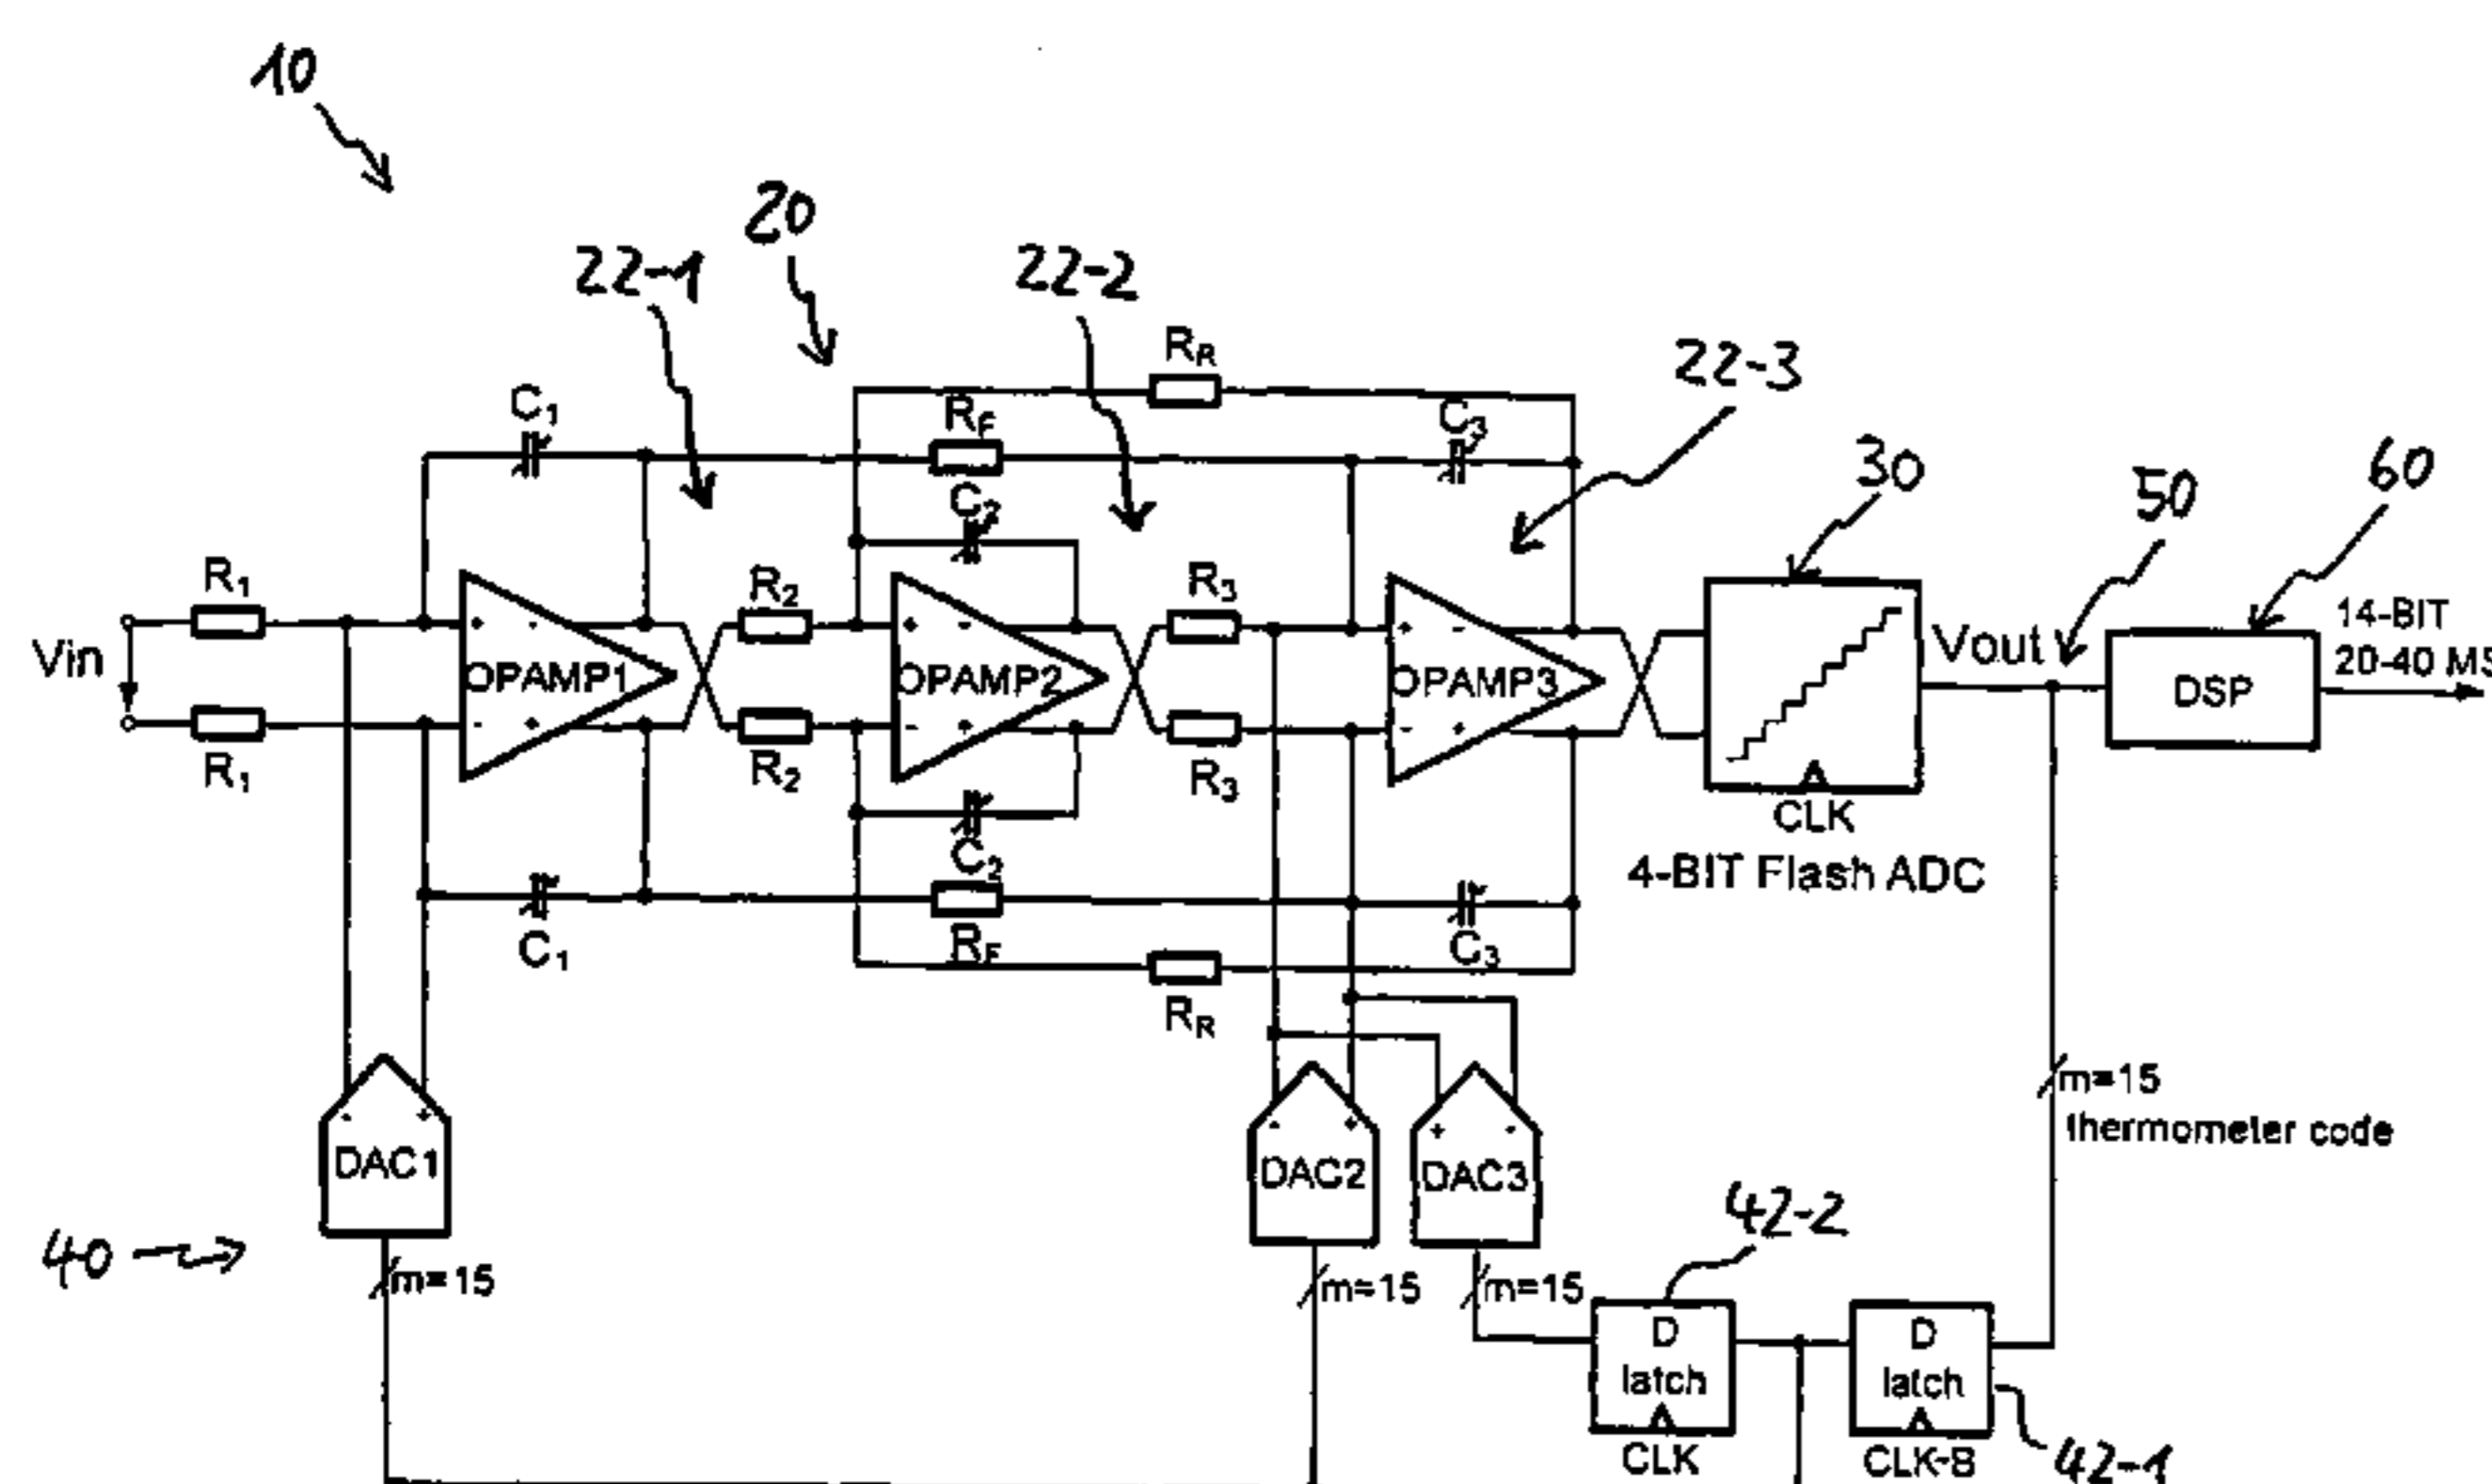 10
20
22-1
22-2
RR
22-3
C1
RF
C3
30
50
60
C2
R1
R2
R3
14-BIT
Vin
OPAMP1
OPAMP2
OPAMP3
Vout
20-40 MS
DSP
R1
R2
R3
CLK
C2
4-BIT Flash ADC
C1
RF
C3
RR
m=15
thermometer code
DAC1
DAC2
DAC3
42-2
40
m=15
m=15
m=15
D
latch
CLK
D
latch
CLK-B
42-1